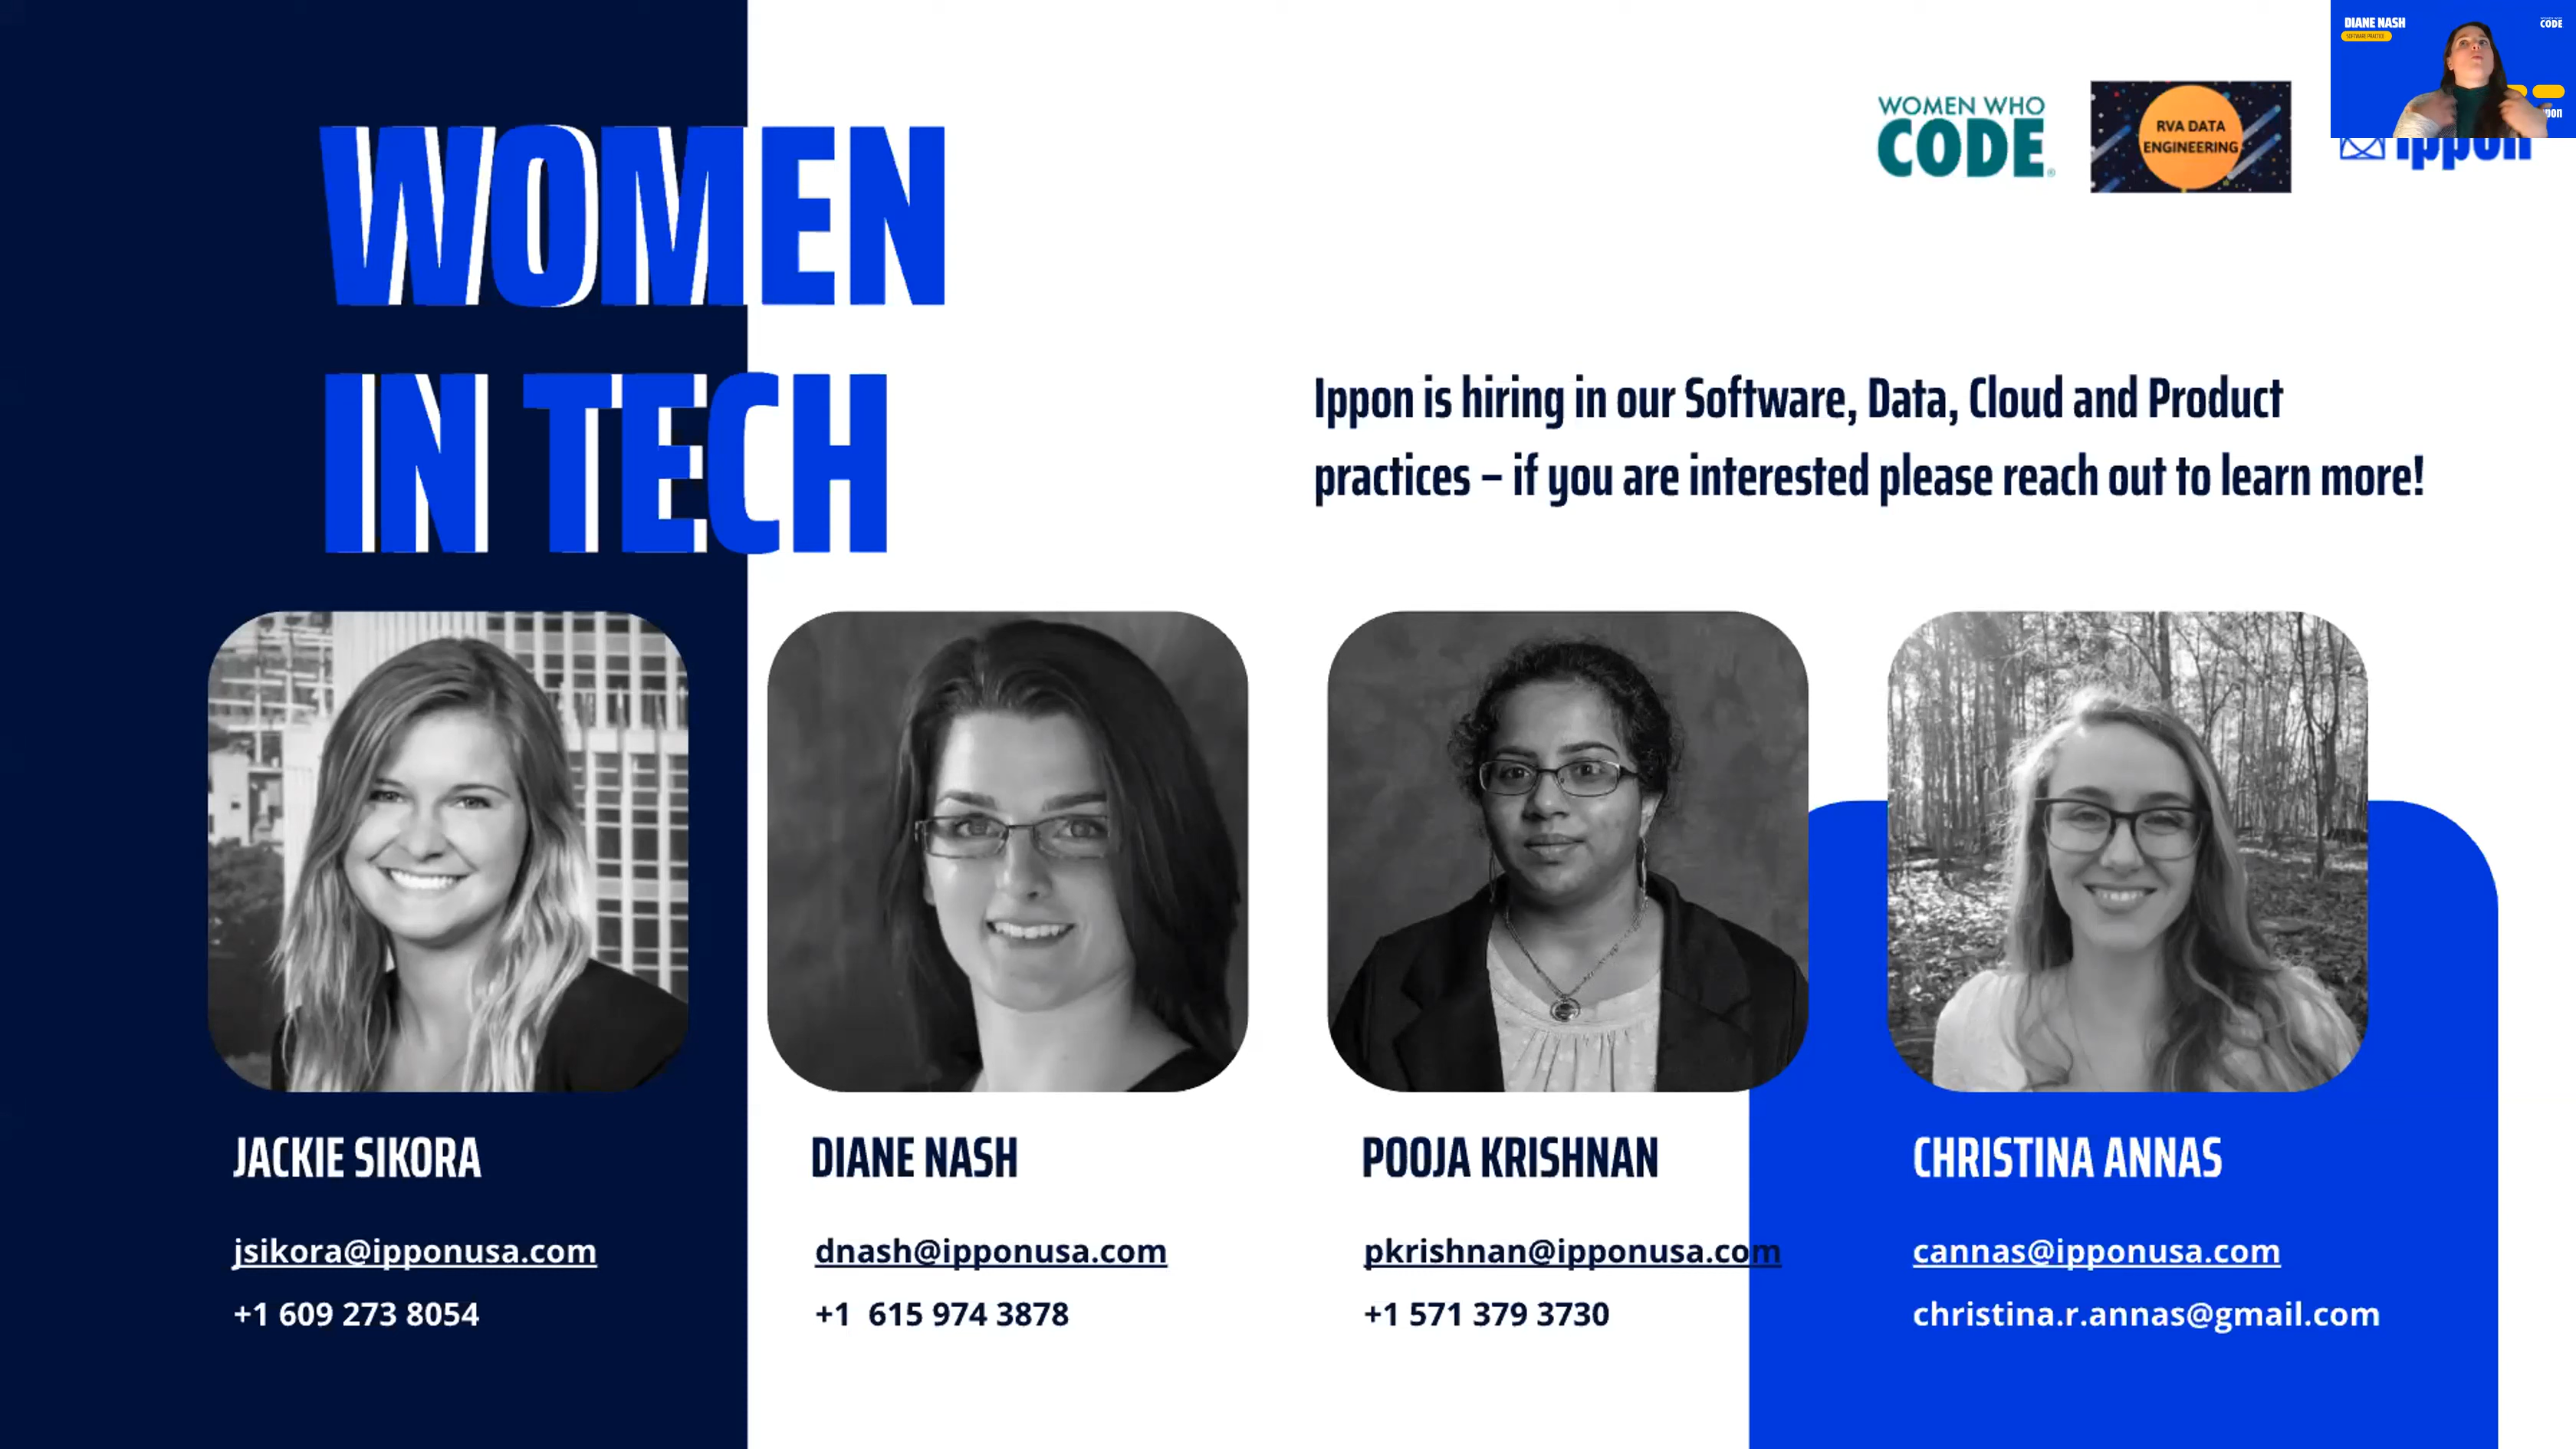 DIANE NASH
SOFTWARE PRACTICE
CODE
WOMEN WHO
CODE
RVA DATA
ENGINEERING
ippon
WOMEN
IN TECH
Ippon is hiring in our Software, Data, Cloud and Product
practices – if you are interested please reach out to learn more!
JACKIE SIKORA
jsikora@ipponusa.com
+1 609 273 8054
DIANE NASH
dnash@ipponusa.com
+1 615 974 3878
POOJA KRISHNAN
pkrishnan@ipponusa.com
+1 571 379 3730
CHRISTINA ANNAS
cannas@ipponusa.com
christina.r.annas@gmail.com